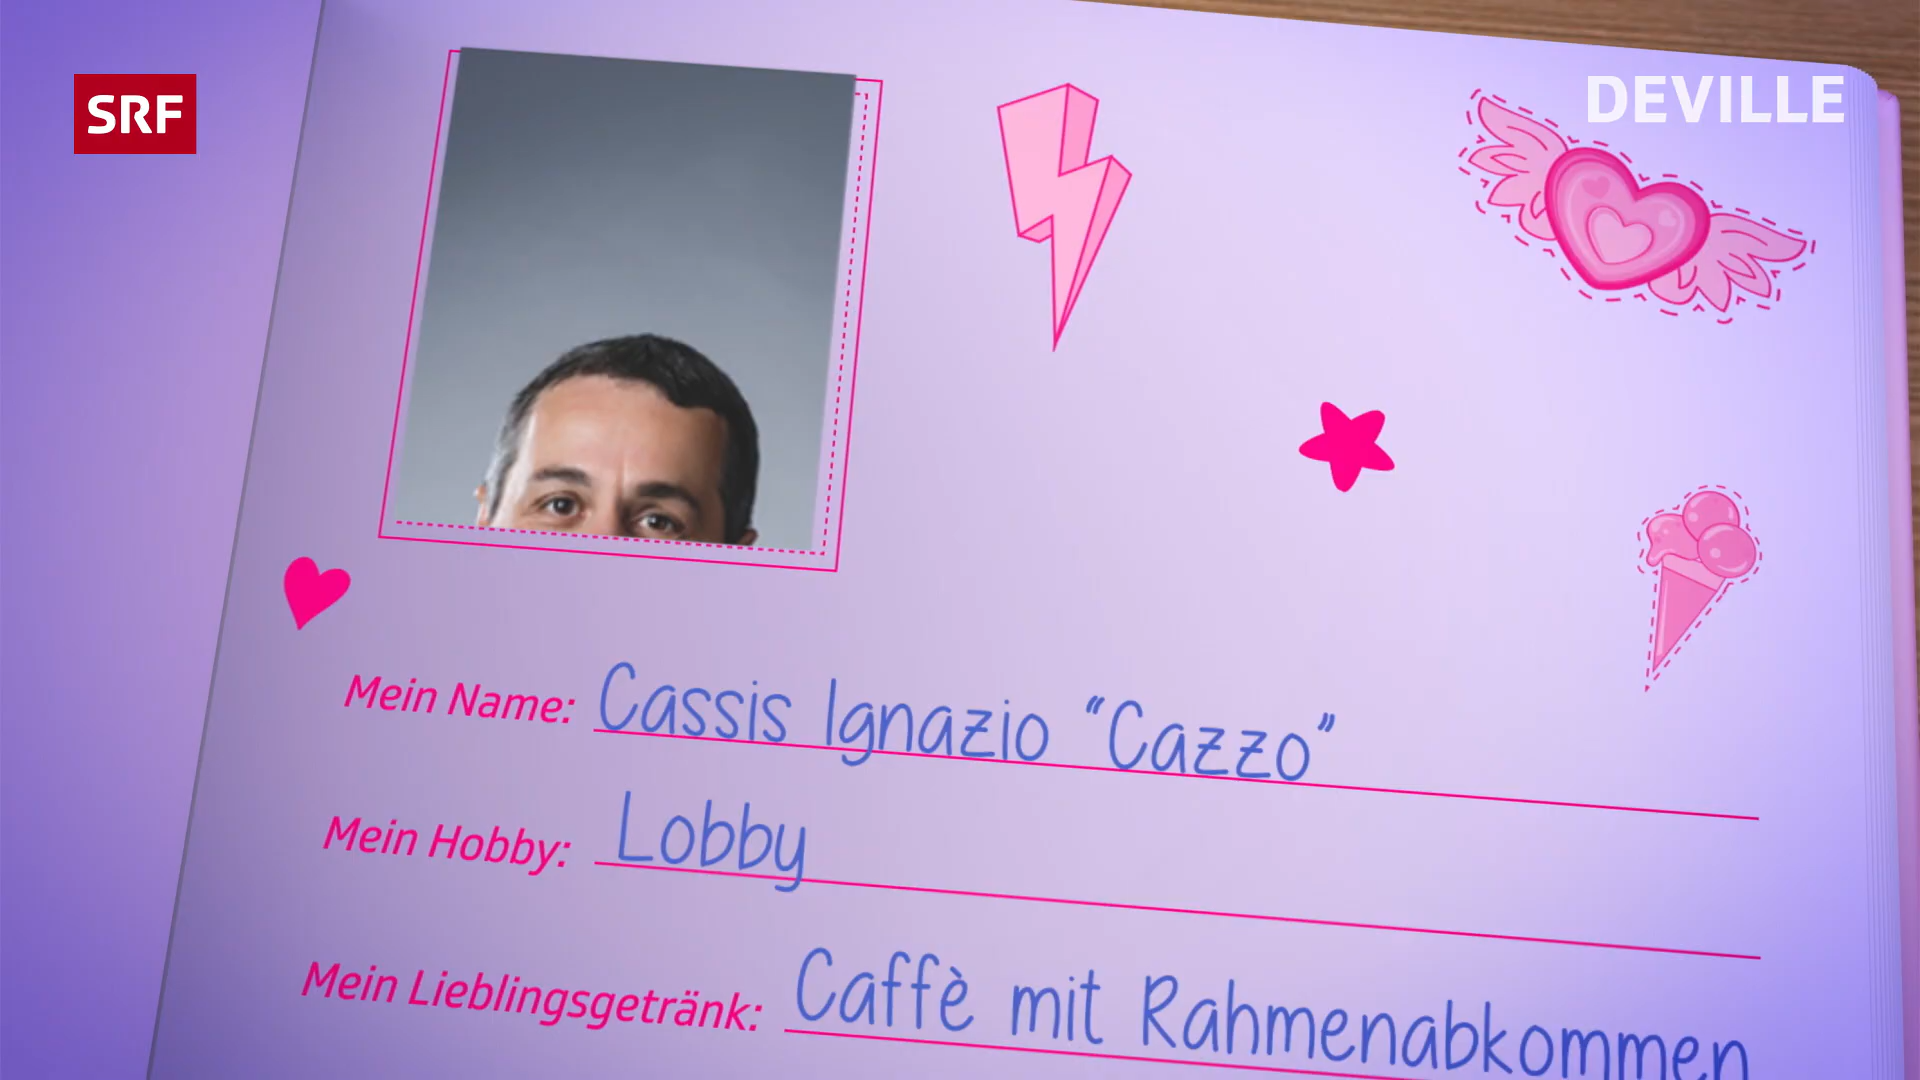 SRF
DEVILLE
Mein Name: Cassis Ignazio “Cazzo”
Mein Hobby: Lobby
Mein Lieblingsgetränk: Caffè mit Rahmenabkommen